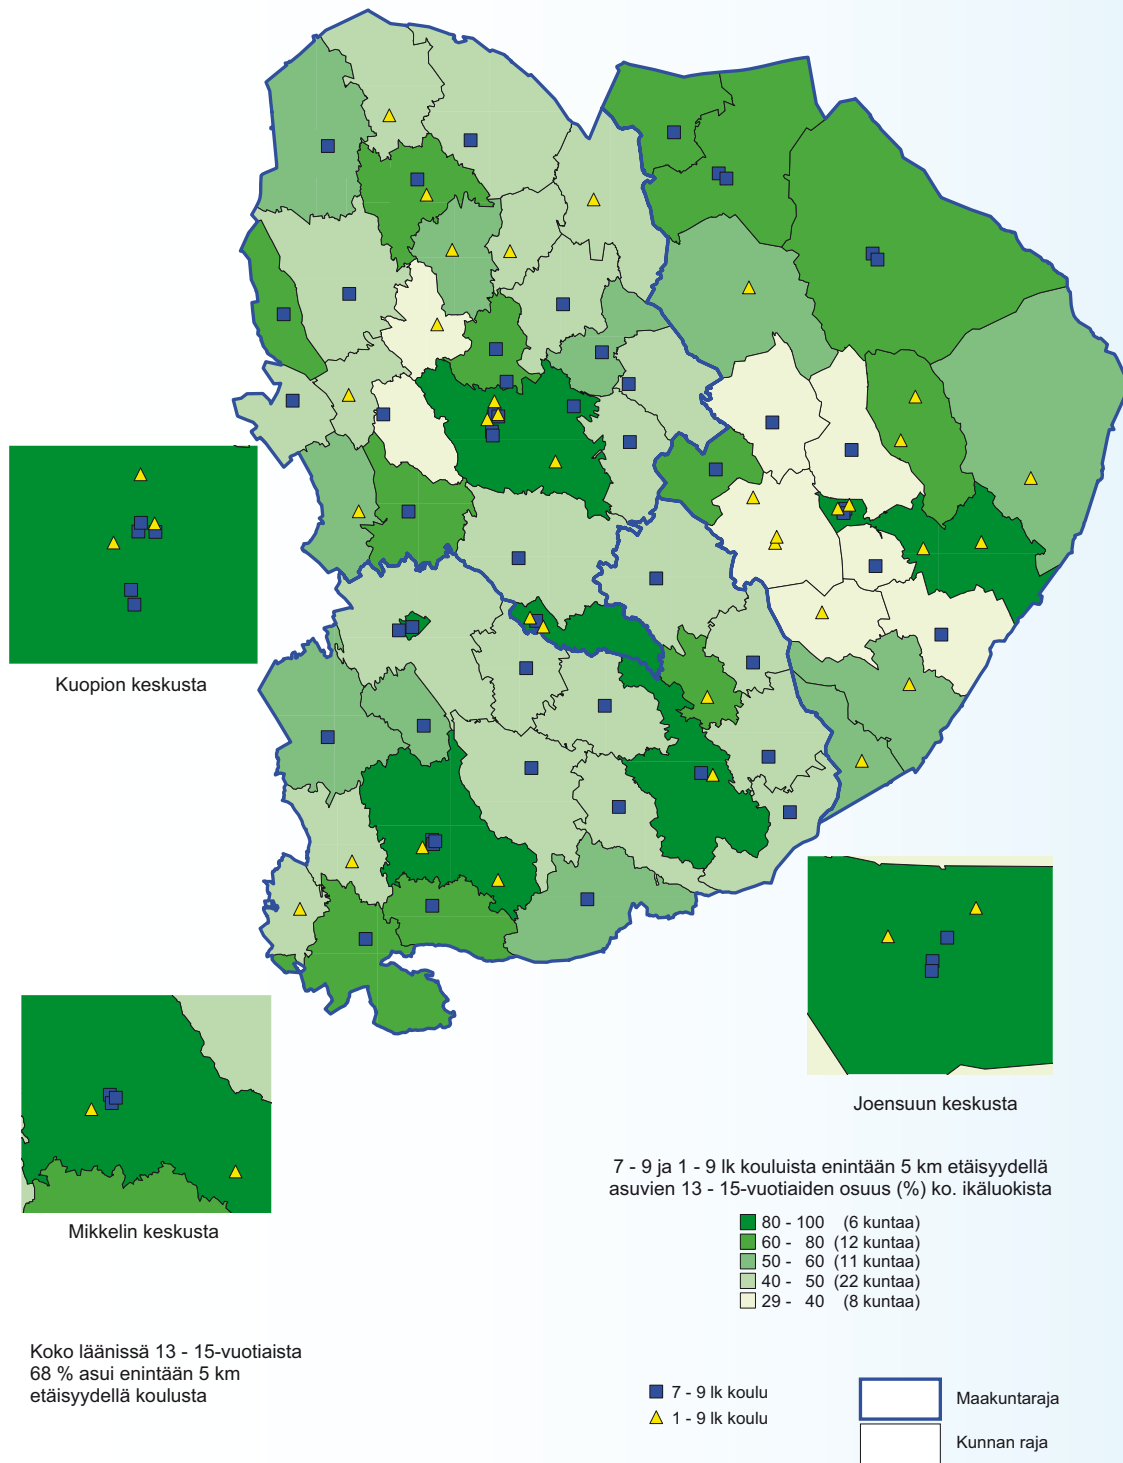 Kuopion keskusta
Joensuun keskusta
Mikkelin keskusta
7 - 9 ja 1 - 9 lk kouluista enintään 5 km etäisyydellä
asuvien 13 - 15-vuotiaiden osuus (%) ko. ikäluokista
80 - 100 (6 kuntaa)
60 - 80 (12 kuntaa)
50 - 60 (11 kuntaa)
40 - 50 (22 kuntaa)
29 - 40 (8 kuntaa)
Koko läänissä 13 - 15-vuotiaista
68 % asui enintään 5 km
etäisyydellä koulusta
7 - 9 lk koulu
1 - 9 lk koulu
Maakuntaraja
Kunnan raja